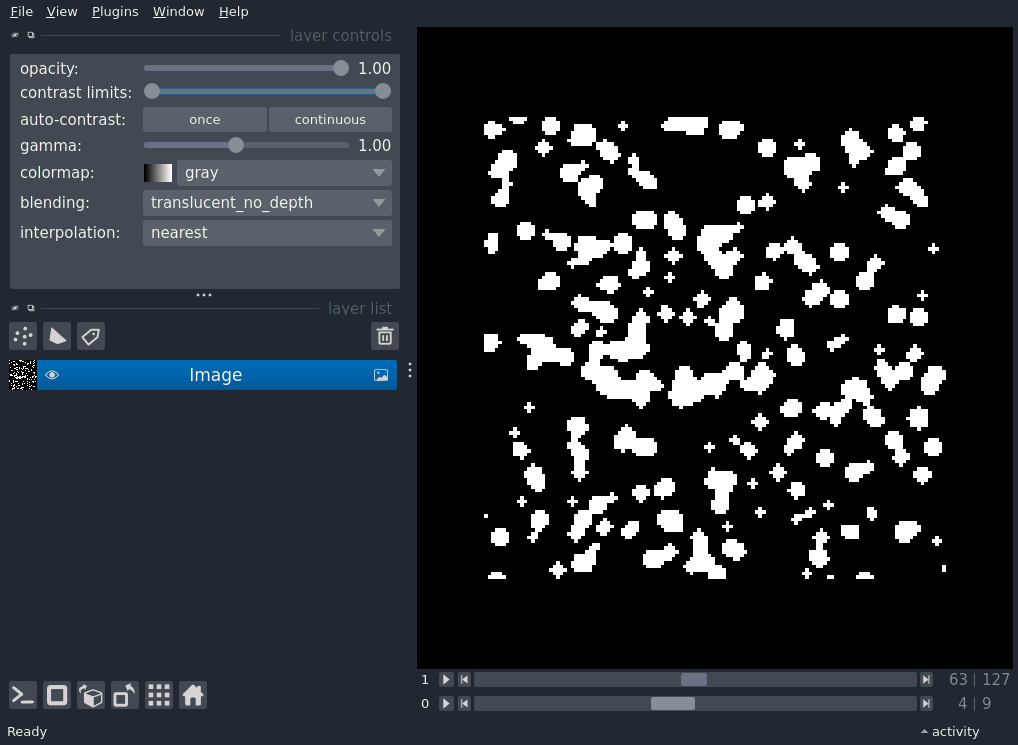 File View Plugins Window Help
layer controls
opacity: 1.00
contrast limits:
auto-contrast: once continuous
gamma: 1.00
colormap: gray
blending: translucent_no_depth
interpolation: nearest
layer list
Image
1 63 | 127
0 4 | 9
Ready activity